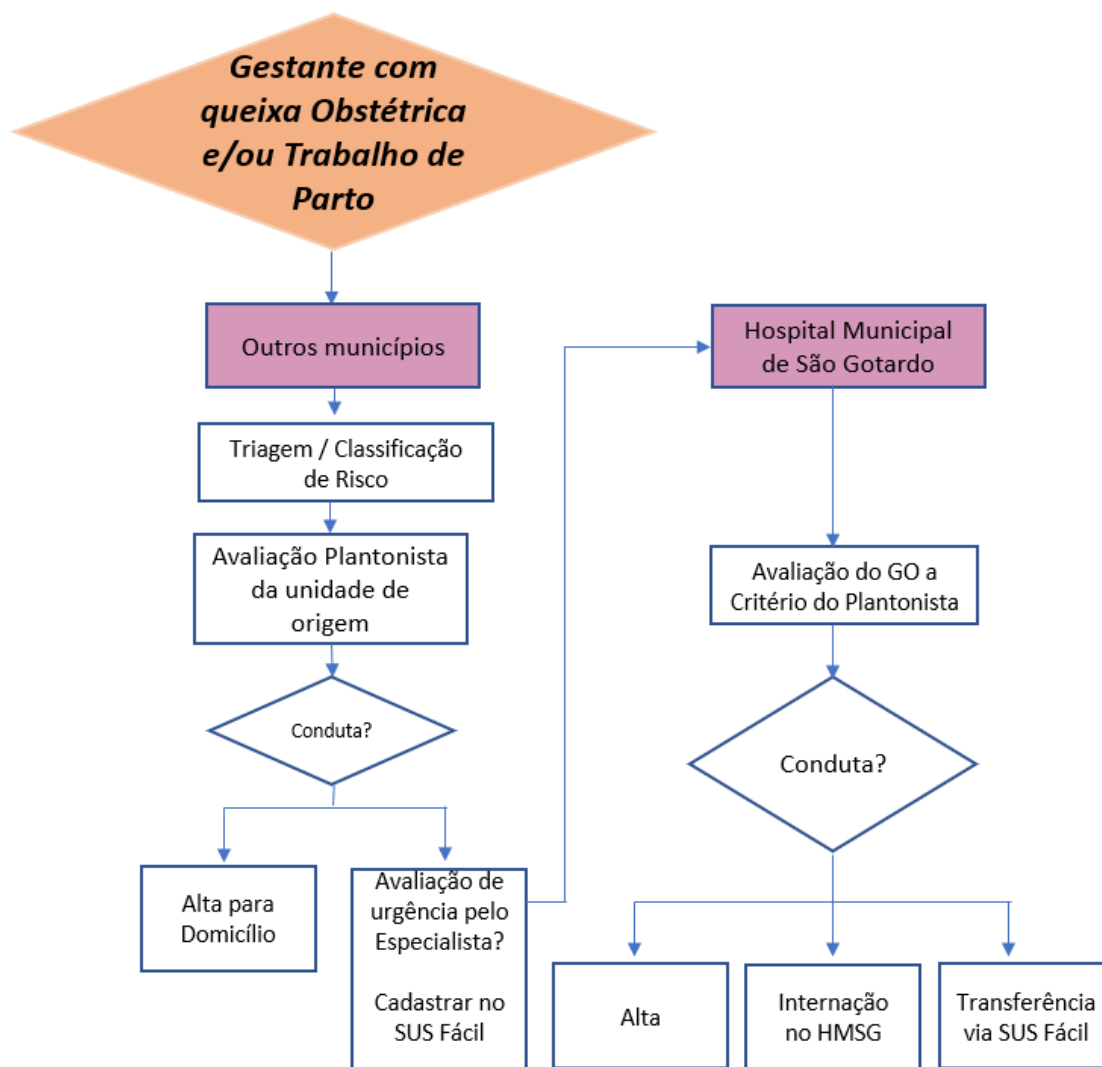 Gestante com
queixa Obstétrica
e/ou Trabalho de
Parto
Outros municípios
Triagem / Classificação
de Risco
Avaliação Plantonista
da unidade de
origem
Conduta?
Alta para
Domicílio
Avaliação de
urgência pelo
Especialista?
Cadastrar no
SUS Fácil
Hospital Municipal
de São Gotardo
Avaliação do GO a
Critério do Plantonista
Conduta?
Alta
Internação
no HMSG
Transferência
via SUS Fácil